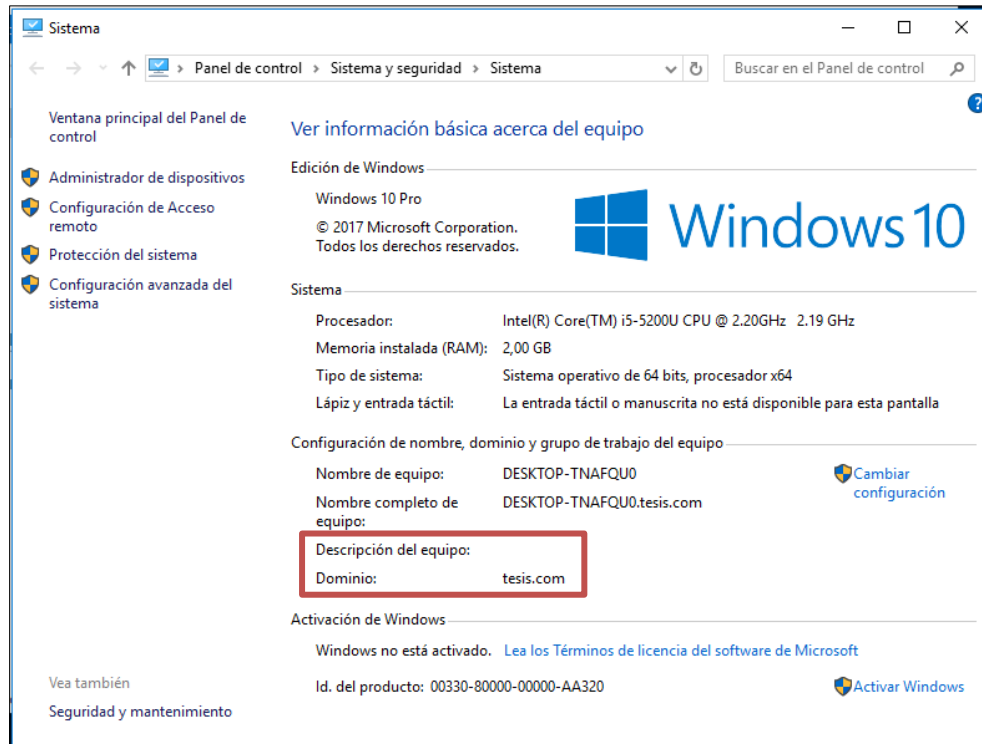 Sistema
Panel de control > Sistema y seguridad > Sistema
Buscar en el Panel de control
?
Ventana principal del Panel de
control
Administrador de dispositivos
Configuración de Acceso
remoto
Protección del sistema
Configuración avanzada del
sistema
Vea también
Seguridad y mantenimiento
Ver información básica acerca del equipo
Edición de Windows
Windows 10 Pro
© 2017 Microsoft Corporation.
Todos los derechos reservados.
Windows 10
Sistema
Procesador: Intel(R) Core(TM) i5-5200U CPU @ 2.20GHz 2.19 GHz
Memoria instalada (RAM): 2,00 GB
Tipo de sistema: Sistema operativo de 64 bits, procesador x64
Lápiz y entrada táctil: La entrada táctil o manuscrita no está disponible para esta pantalla
Configuración de nombre, dominio y grupo de trabajo del equipo
Nombre de equipo: DESKTOP-TNAFQU0
Cambiar
configuración
Nombre completo de
equipo:
DESKTOP-TNAFQU0.tesis.com
Descripción del equipo:
Dominio: tesis.com
Activación de Windows
Windows no está activado. Lea los Términos de licencia del software de Microsoft
Id. del producto: 00330-80000-00000-AA320
Activar Windows